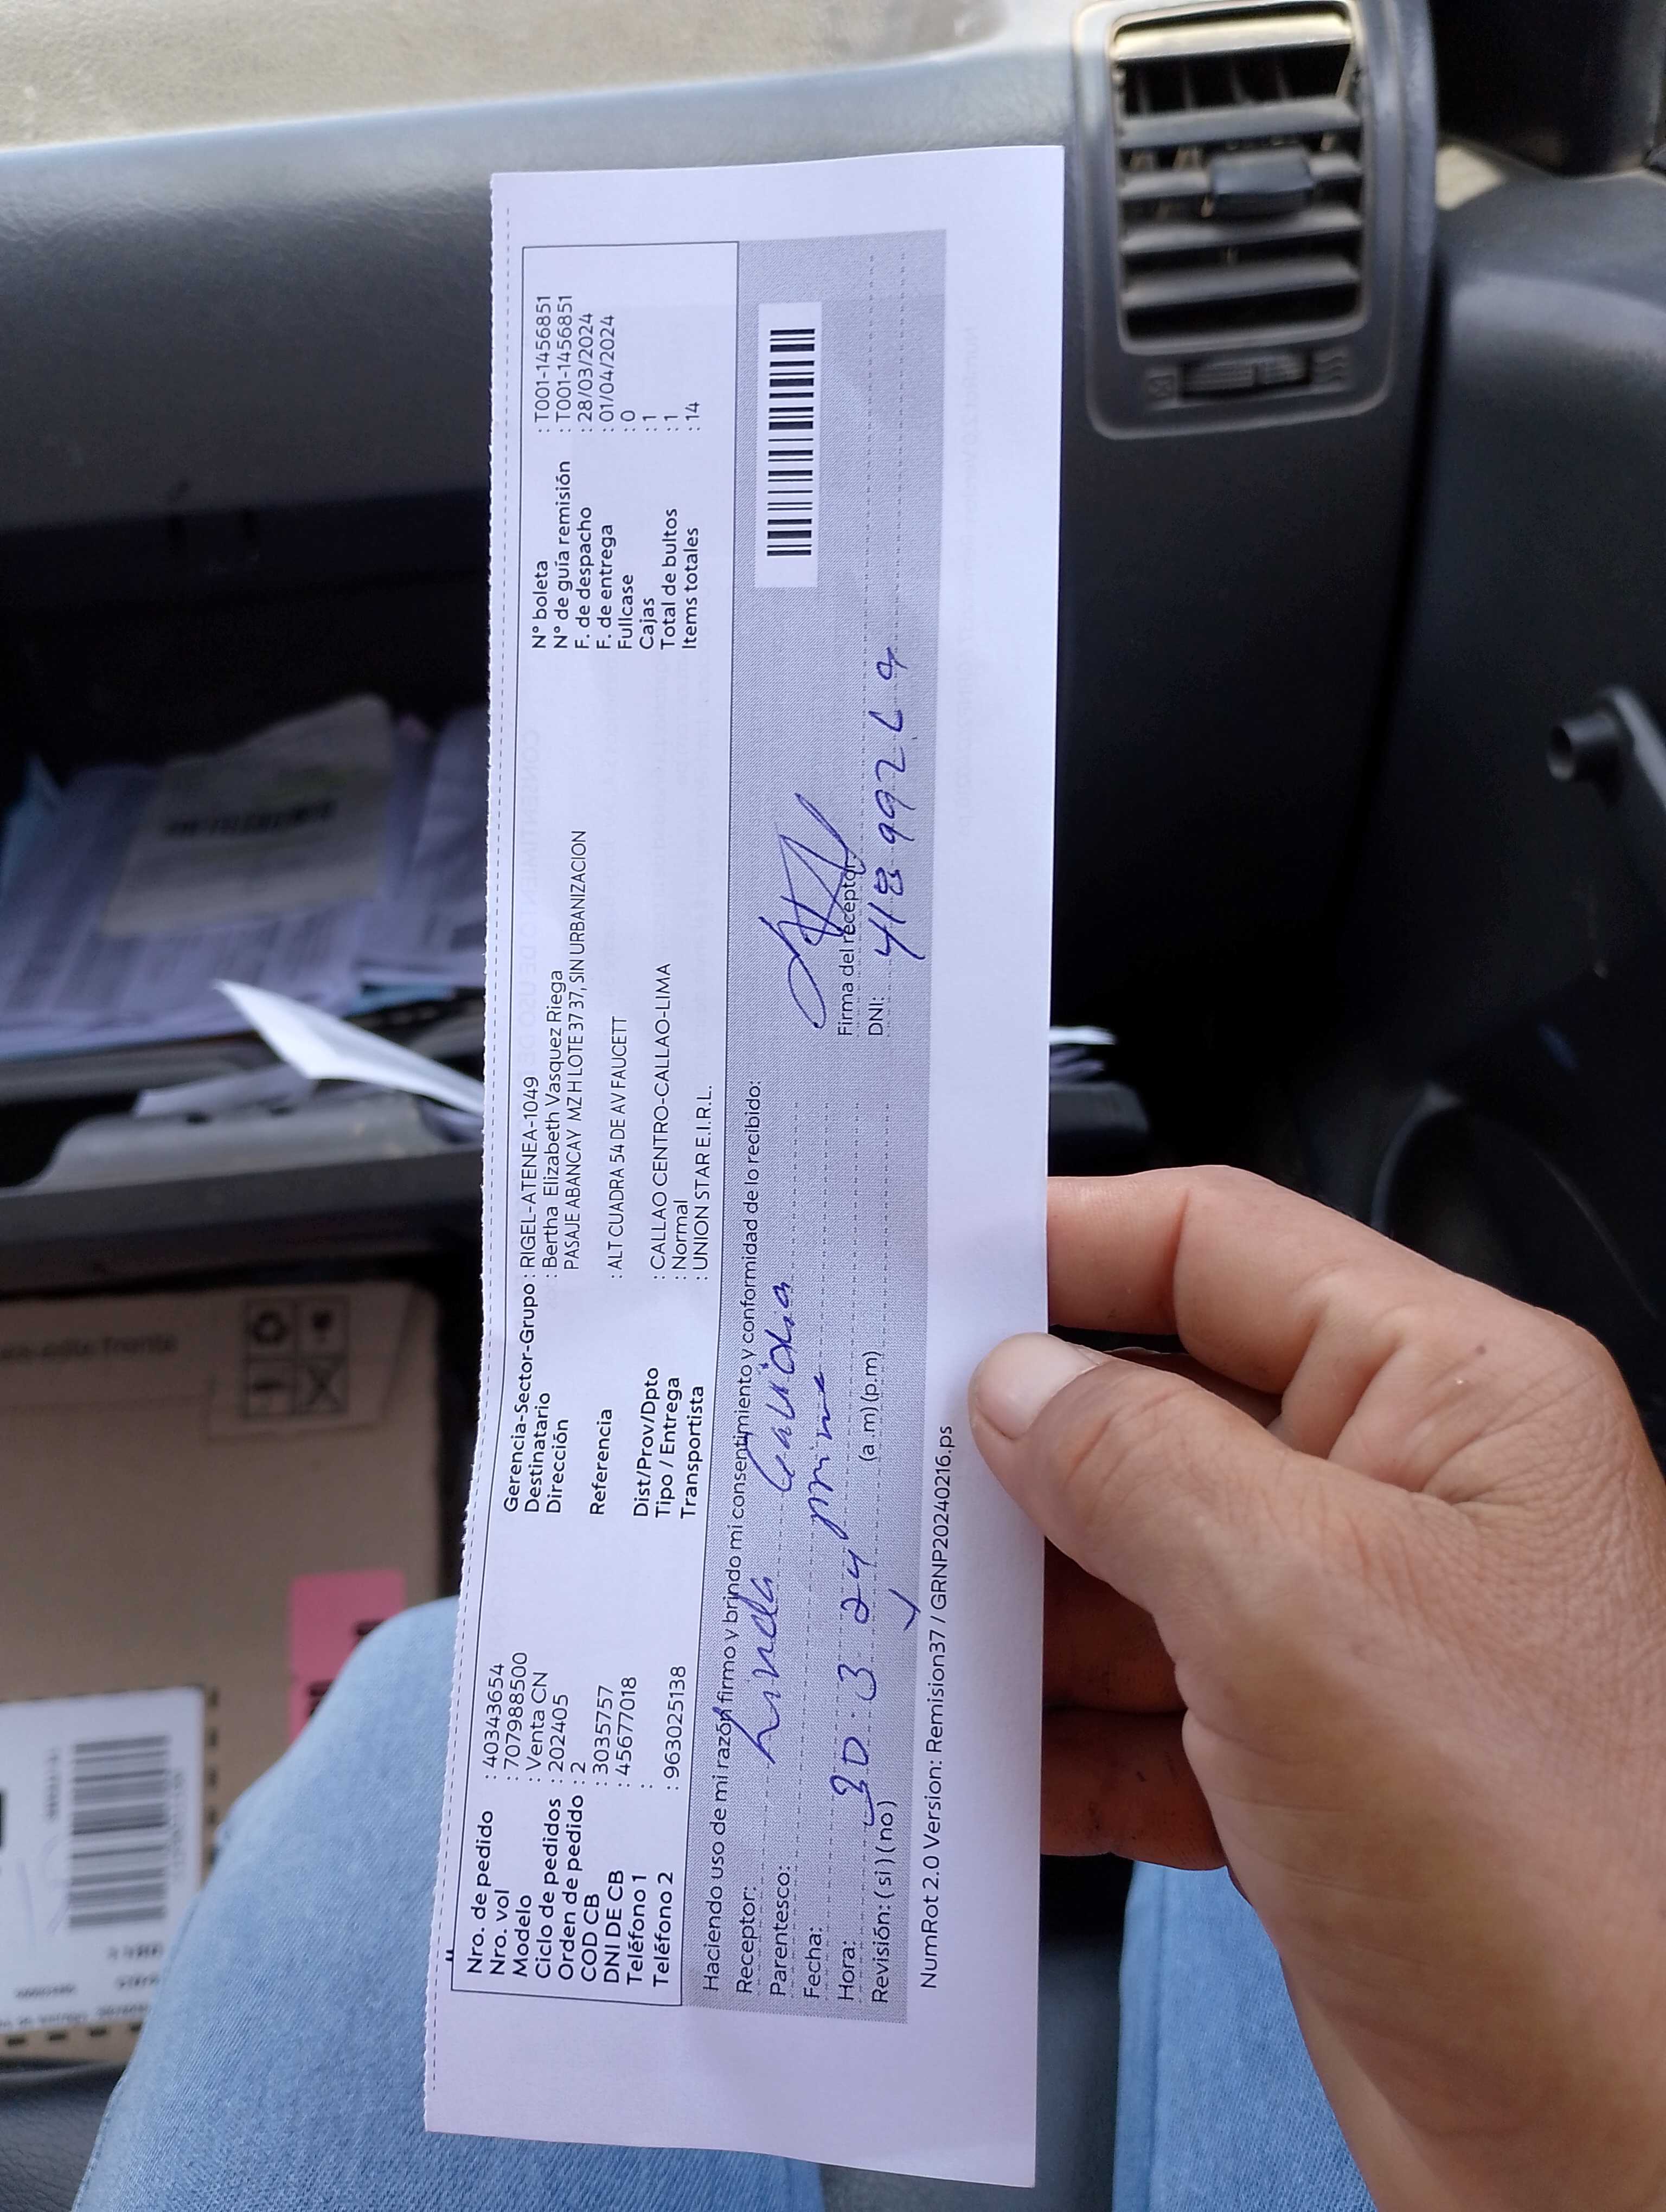 Nro. de pedido : 40343654
Nro. vol : 7079888500
Modelo : Venta CN
Ciclo de pedidos : 202405
Orden de pedido : 2
COD CB : 3035757
DNI DE CB : 45677018
Teléfono 1 :
Teléfono 2 : 963025138
Gerencia-Sector-Grupo : RIGEL-ATENEA-1049
Destinatario : Bertha Elizabeth Vasquez Riega
Dirección PASAJE ABANCAY MZ H LOTE 37 37, SIN URBANIZACION
Referencia : ALT CUADRA 54 DE AV FAUCETT
Dist/Prov/Dpto : CALLAO CENTRO-CALLAO-LIMA
Tipo / Entrega : Normal
Transportista : UNION STAR E.I.R.L.
N° boleta : T001-1456851
N° de guía remisión : T001-1456851
F. de despacho : 28/03/2024
F. de entrega : 01/04/2024
Fullcase : 0
Cajas : 1
Total de bultos : 1
Items totales : 14
Haciendo uso de mi razón firmo y brindo mi consentimiento y conformidad de lo recibido:
Receptor: Linda
Parentesco: prima
Fecha: 30 3 24
Hora: (a.m) (p.m)
Revisión: ( si ) ( no )
Firma del receptor:
DNI:
NumRot 2.0 Version: Remision37 / GRNP20240216.ps